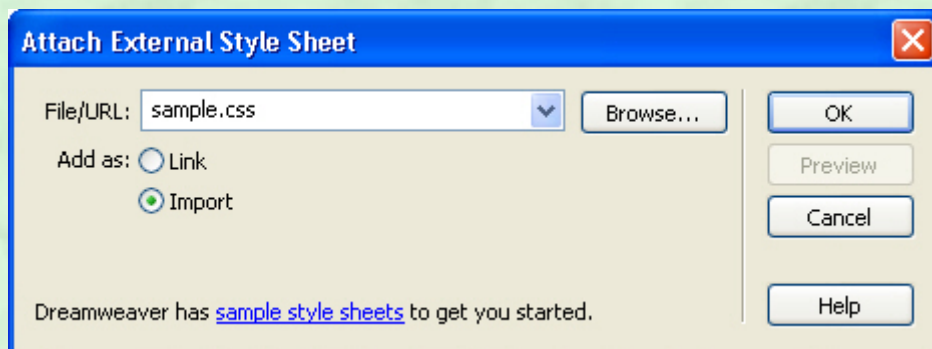 Attach External Style Sheet
File/URL: sample.css Browse... OK
Add as: Link Preview
Import Cancel
Dreamweaver has sample style sheets to get you started. Help